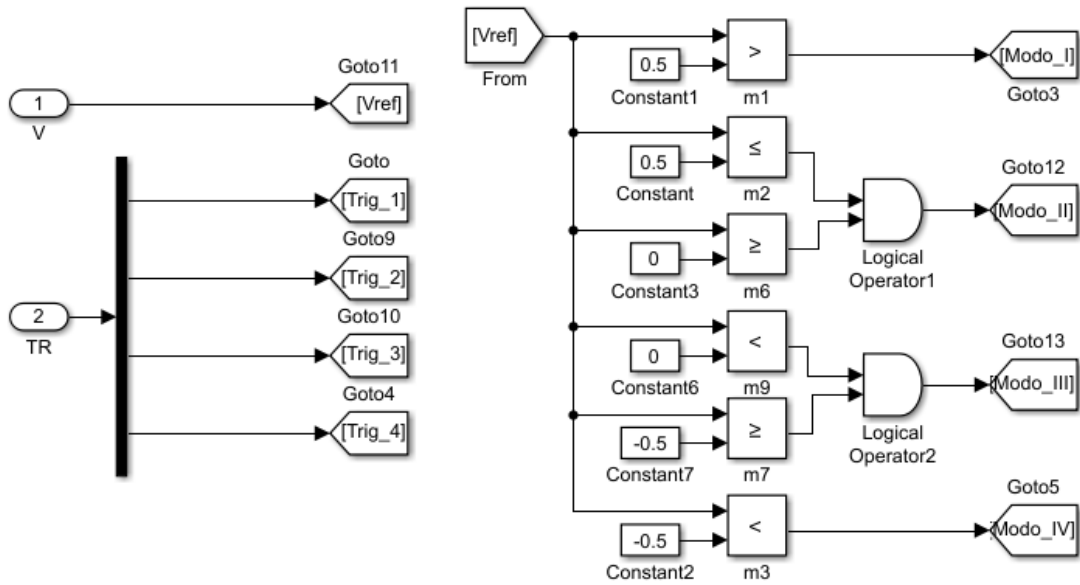 Goto11
1
[Vref]
V
Goto
[Trig_1]
Goto9
[Trig_2]
Goto10
2
[Trig_3]
TR
Goto4
[Trig_4]
[Vref]
From
0.5
>
Constant1
m1
[Modo_I]
Goto3
0.5
≤
Constant
m2
Goto12
[Modo_II]
0
≥
Constant3
m6
Logical
Operator1
0
<
Constant6
m9
Goto13
[Modo_III]
-0.5
≥
Constant7
m7
Logical
Operator2
-0.5
<
Constant2
m3
Goto5
[Modo_IV]